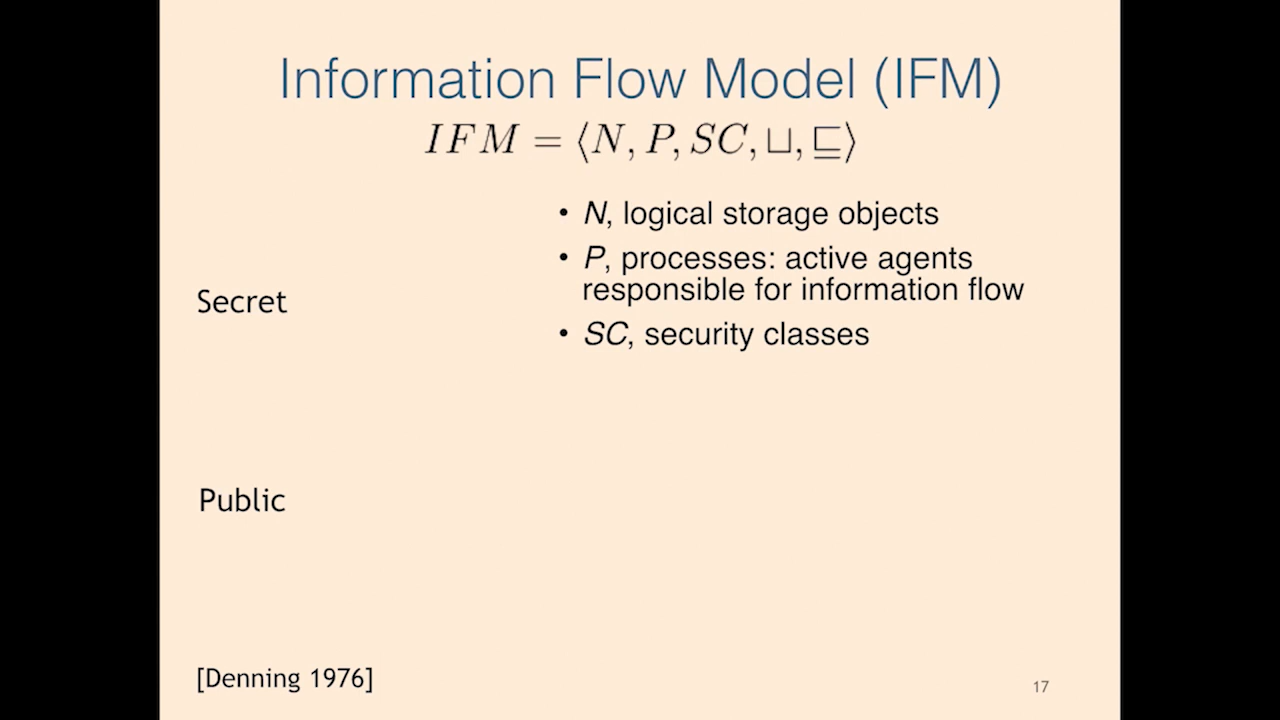 Information Flow Model (IFM)
IFM = ⟨N, P, SC, ⊔, ⊑⟩
• N, logical storage objects
• P, processes: active agents
responsible for information flow
Secret
• SC, security classes
Public
[Denning 1976]
17